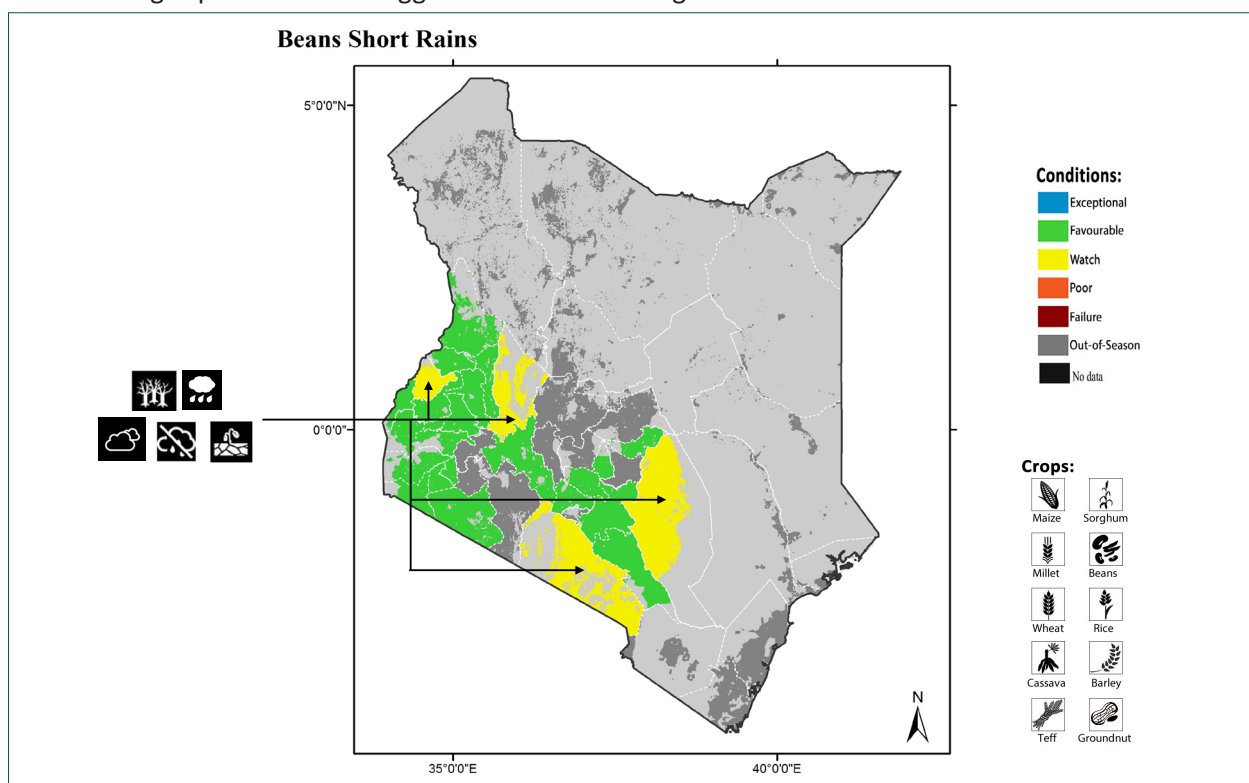 Beans Short Rains
5°0'0"N
0°0'0"
35°0'0"E
40°0'0"E
N
Conditions:
Exceptional
Favourable
Watch
Poor
Failure
Out-of-Season
No data
Crops:
Maize Sorghum
Millet Beans
Wheat Rice
Cassava Barley
Teff Groundnut